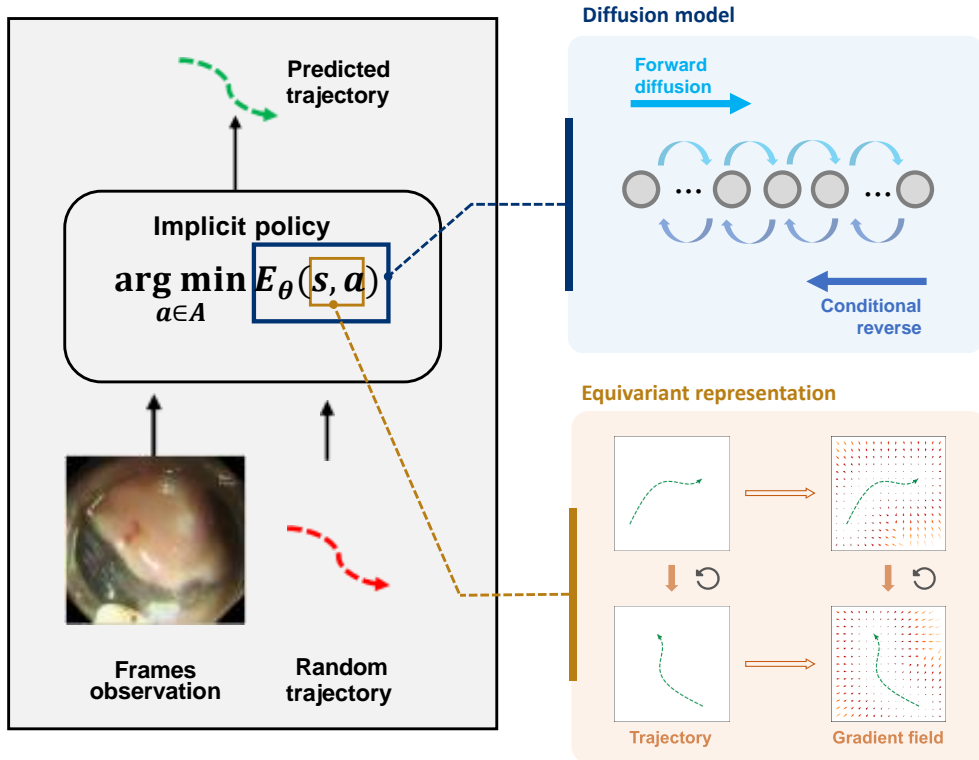 Diffusion model
Predicted
trajectory
Forward
diffusion
... ...
Implicit policy
arg min E_θ(s, a)
a∈A
Conditional
reverse
Equivariant representation
Frames
observation
Random
trajectory
Trajectory
Gradient field